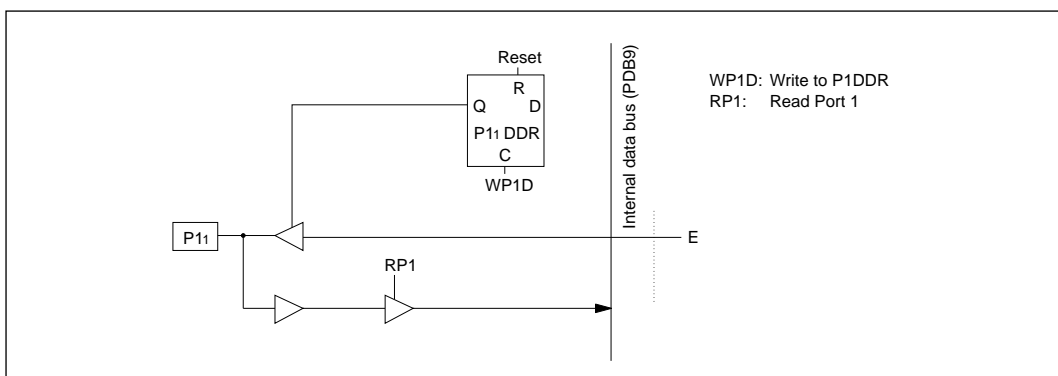 Reset
R
Q D
P1₁ DDR
C
WP1D
Internal data bus (PDB9)
WP1D: Write to P1DDR
RP1: Read Port 1
P1₁
E
RP1